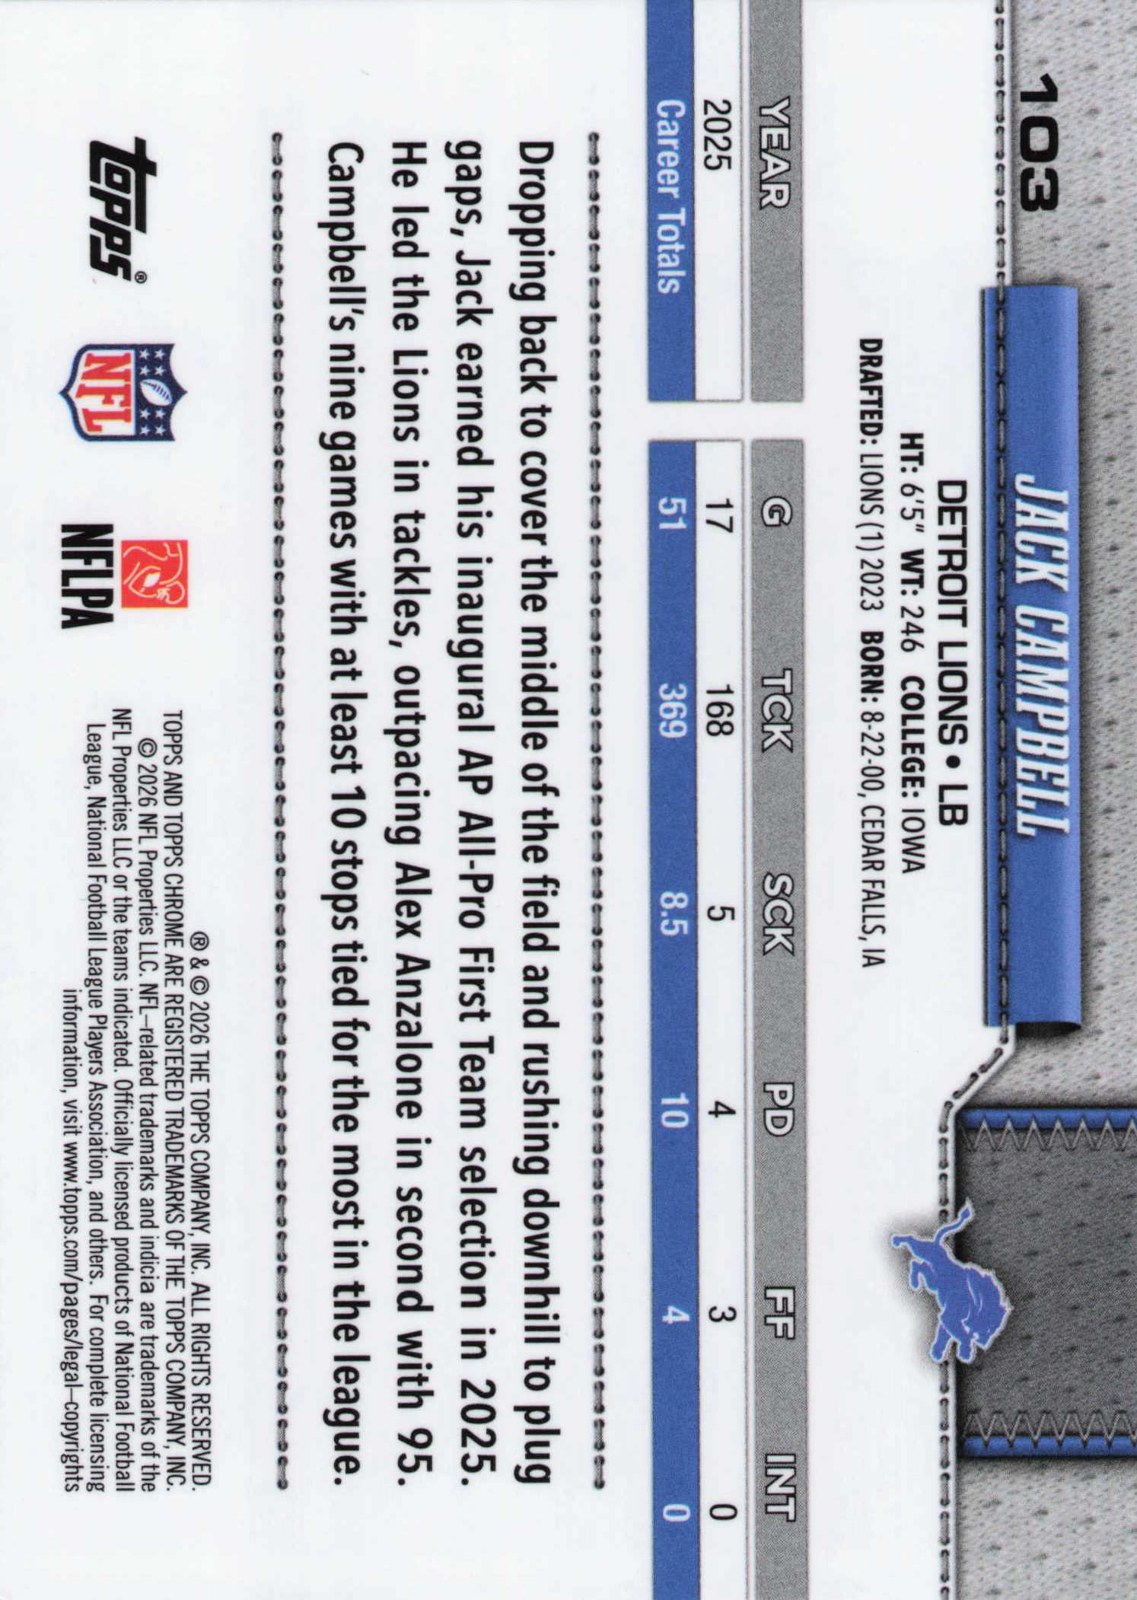 103
JACK CAMPBELL
DETROIT LIONS • LB
HT: 6'5" WT: 246 COLLEGE: IOWA
DRAFTED: LIONS (1) 2023 BORN: 8-22-00, CEDAR FALLS, IA
YEAR G TCK SCK PD FF INT
2025 17 168 5 4 3 0
Career Totals 51 369 8.5 10 4 0
Dropping back to cover the middle of the field and rushing downhill to plug
gaps, Jack earned his inaugural AP All-Pro First Team selection in 2025.
He led the Lions in tackles, outpacing Alex Anzalone in second with 95.
Campbell's nine games with at least 10 stops tied for the most in the league.
topps®
NFL
NFLPA
® & © 2026 THE TOPPS COMPANY, INC. ALL RIGHTS RESERVED.
TOPPS AND TOPPS CHROME ARE REGISTERED TRADEMARKS OF THE TOPPS COMPANY, INC.
© 2026 NFL Properties LLC. NFL-related trademarks and indicia are trademarks of the
NFL Properties LLC or the teams indicated. Officially licensed products of National Football
League, National Football League Players Association, and others. For complete licensing
information, visit www.topps.com/pages/legal-copyrights